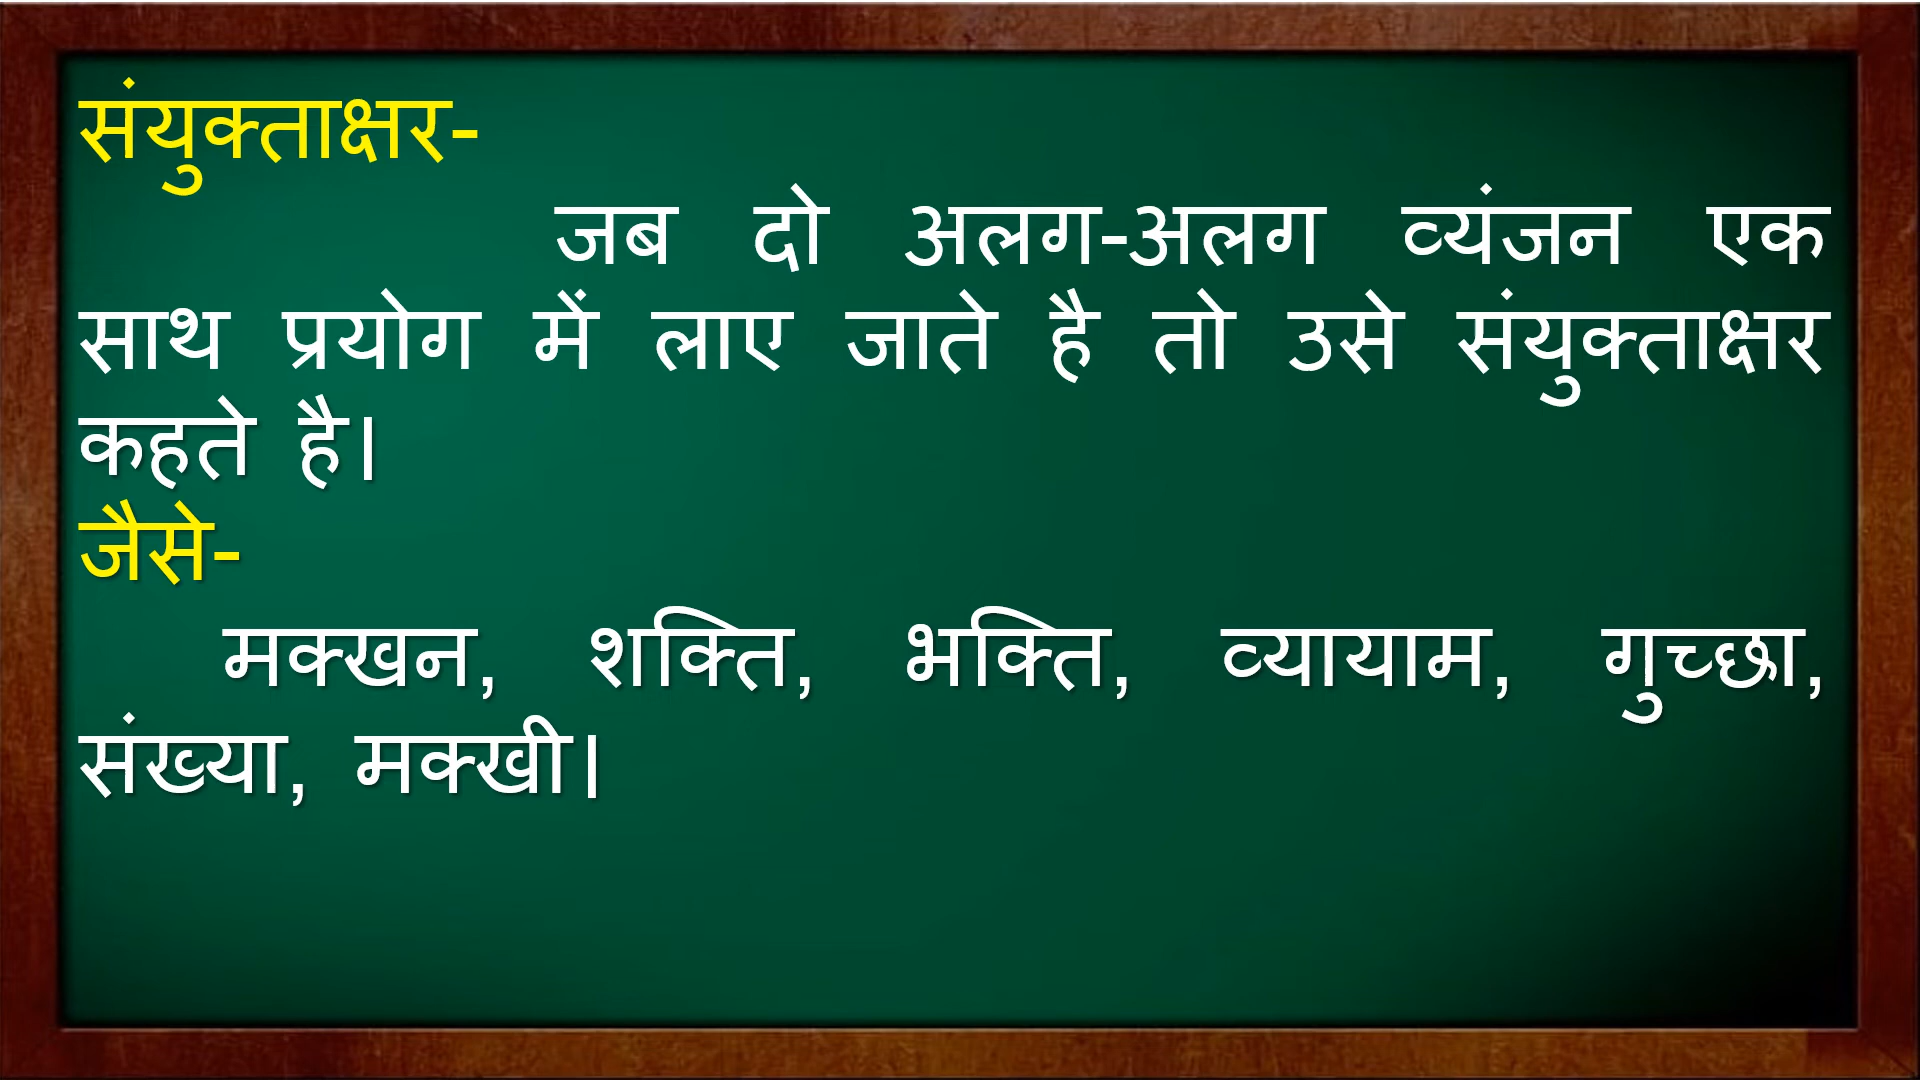 संयुक्ताक्षर-
जब दो अलग-अलग व्यंजन एक
साथ प्रयोग में लाए जाते है तो उसे संयुक्ताक्षर
कहते है।
जैसे-
मक्खन, शक्ति, भक्ति, व्यायाम, गुच्छा,
संख्या, मक्खी।